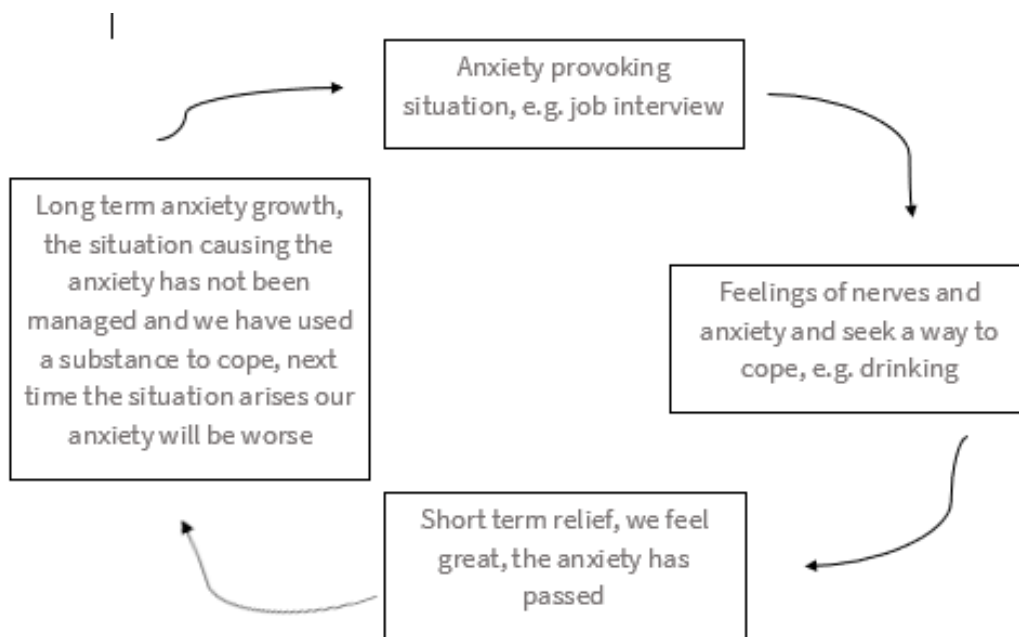 Anxiety provoking
situation, e.g. job interview
Feelings of nerves and
anxiety and seek a way to
cope, e.g. drinking
Short term relief, we feel
great, the anxiety has
passed
Long term anxiety growth,
the situation causing the
anxiety has not been
managed and we have used
a substance to cope, next
time the situation arises our
anxiety will be worse